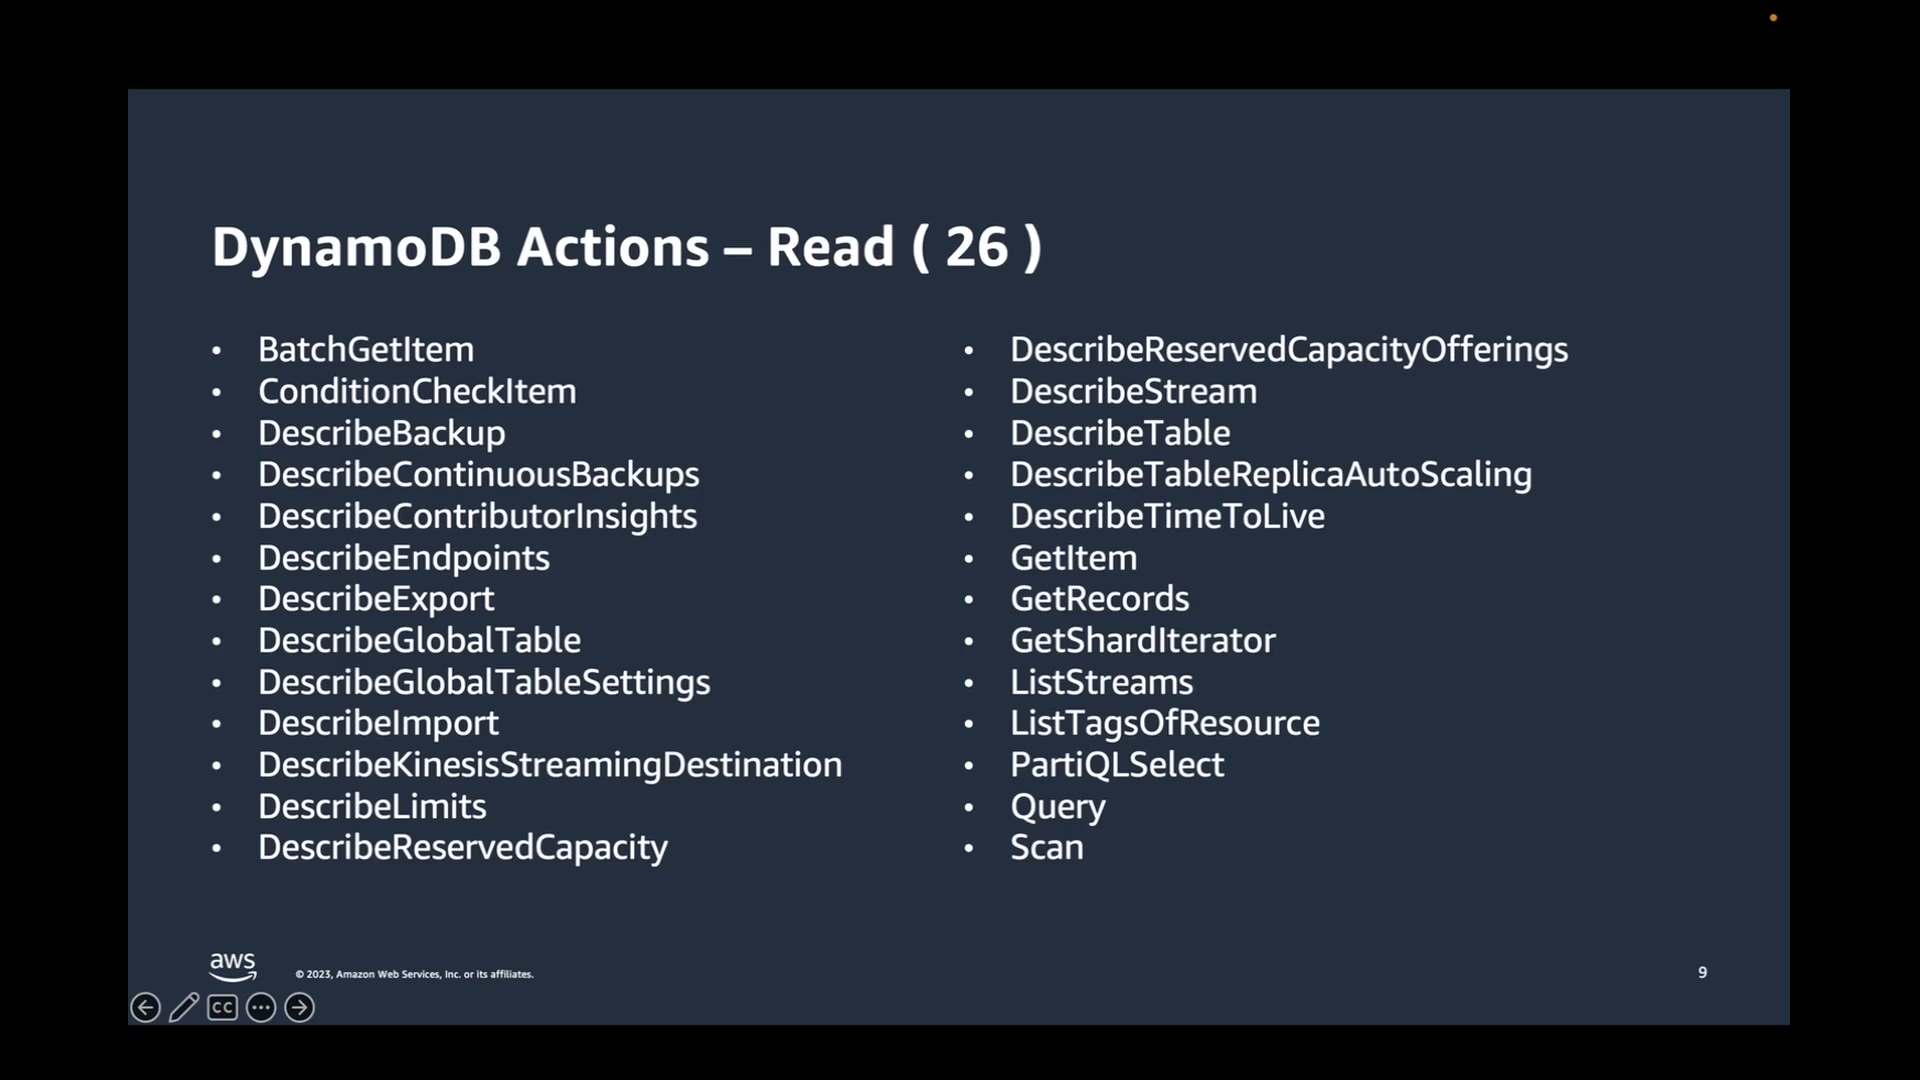 DynamoDB Actions – Read ( 26 )
• BatchGetItem
• ConditionCheckItem
• DescribeBackup
• DescribeContinuousBackups
• DescribeContributorInsights
• DescribeEndpoints
• DescribeExport
• DescribeGlobalTable
• DescribeGlobalTableSettings
• DescribeImport
• DescribeKinesisStreamingDestination
• DescribeLimits
• DescribeReservedCapacity
• DescribeReservedCapacityOfferings
• DescribeStream
• DescribeTable
• DescribeTableReplicaAutoScaling
• DescribeTimeToLive
• GetItem
• GetRecords
• GetShardIterator
• ListStreams
• ListTagsOfResource
• PartiQLSelect
• Query
• Scan
aws
© 2023, Amazon Web Services, Inc. or its affiliates.
9
CC